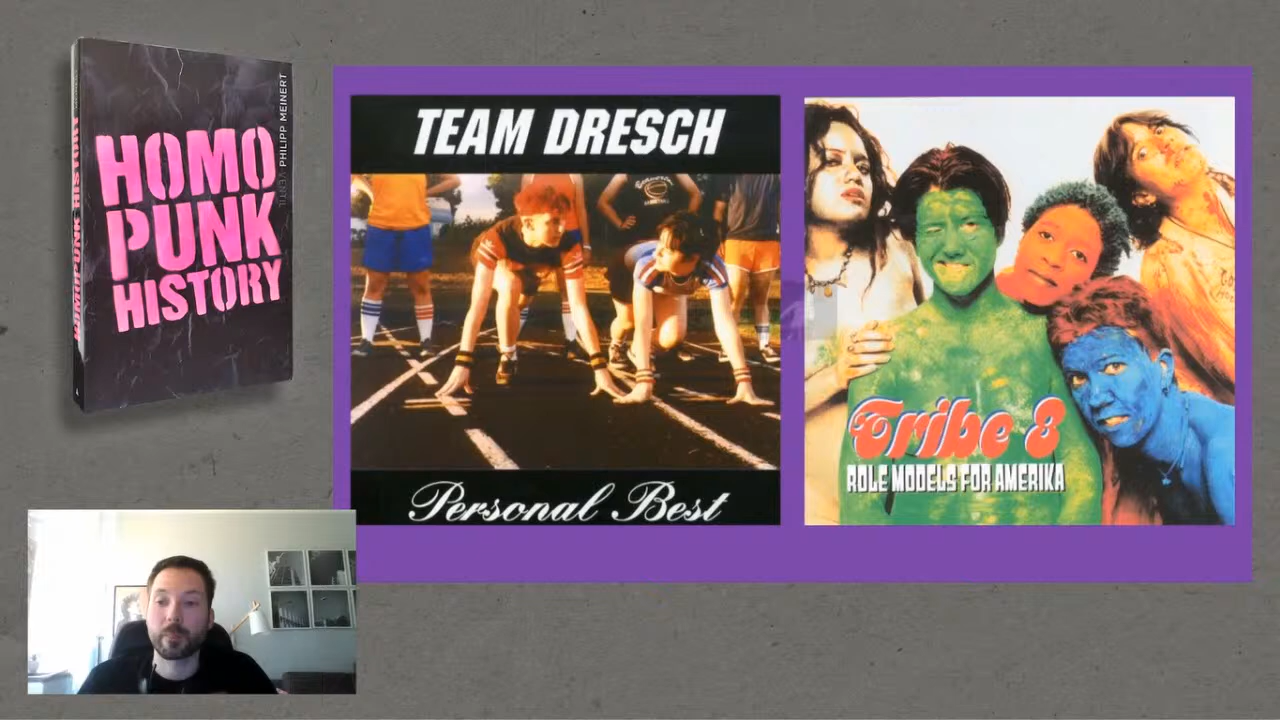 HOMO
PUNK
HISTORY
PHILIPP MEINERT
HOMOPUNK HISTORY
TEAM DRESCH
Personal Best
Tribe 8
ROLE MODELS FOR AMERIKA